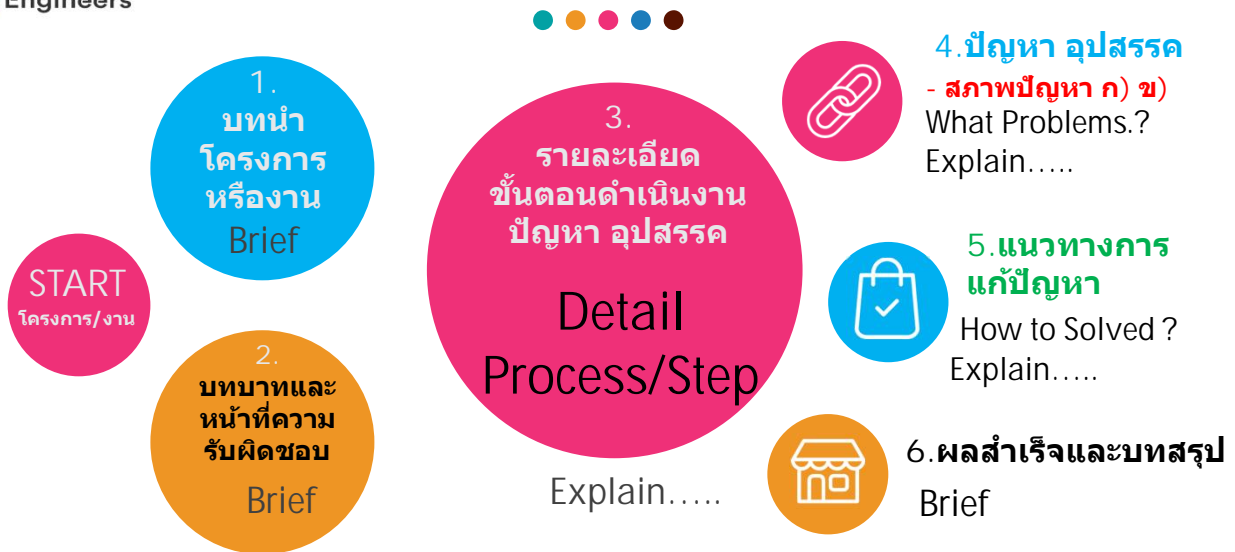 Engineers
START
โครงการ/งาน
1.
บทนำ
โครงการ
หรืองาน
Brief
2.
บทบาทและ
หน้าที่ความ
รับผิดชอบ
Brief
3.
รายละเอียด
ขั้นตอนดำเนินงาน
ปัญหา อุปสรรค
Detail
Process/Step
Explain.....
4.ปัญหา อุปสรรค
- สภาพปัญหา ก) ข)
What Problems.?
Explain.....
5.แนวทางการ
แก้ปัญหา
How to Solved ?
Explain.....
6.ผลสำเร็จและบทสรุป
Brief